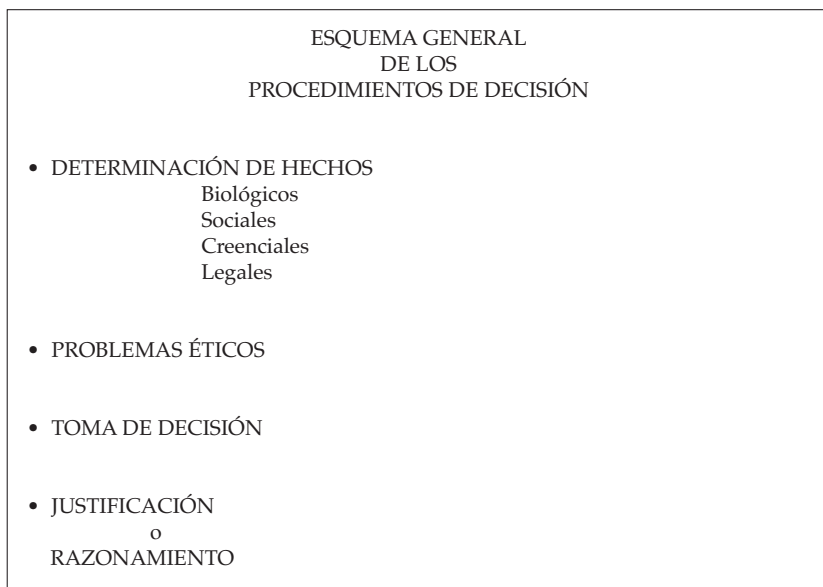 ESQUEMA GENERAL
DE LOS
PROCEDIMIENTOS DE DECISIÓN
• DETERMINACIÓN DE HECHOS
Biológicos
Sociales
Creenciales
Legales
• PROBLEMAS ÉTICOS
• TOMA DE DECISIÓN
• JUSTIFICACIÓN
o
RAZONAMIENTO